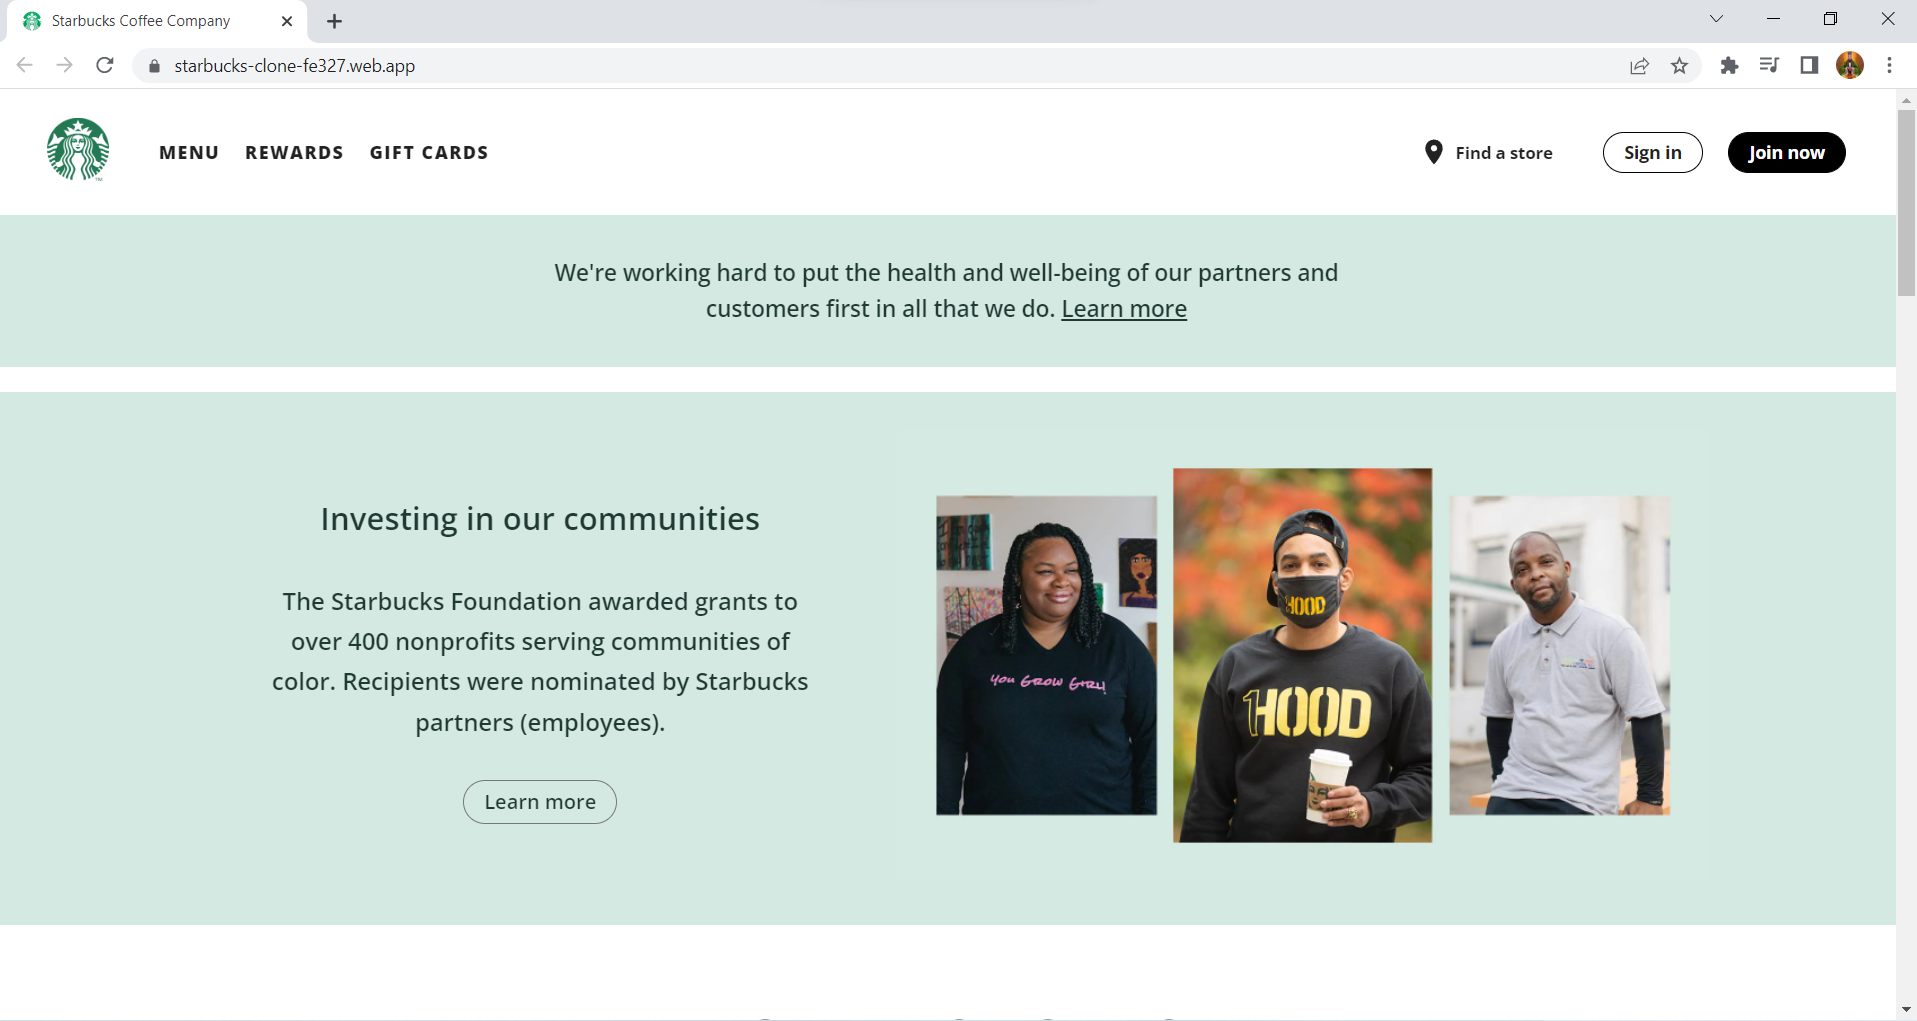 Starbucks Coffee Company
starbucks-clone-fe327.web.app
MENU REWARDS GIFT CARDS Find a store Sign in Join now
We're working hard to put the health and well-being of our partners and
customers first in all that we do. Learn more
Investing in our communities
The Starbucks Foundation awarded grants to
over 400 nonprofits serving communities of
color. Recipients were nominated by Starbucks
partners (employees).
Learn more
YOU GROW GIRL!
HOOD
1HOOD